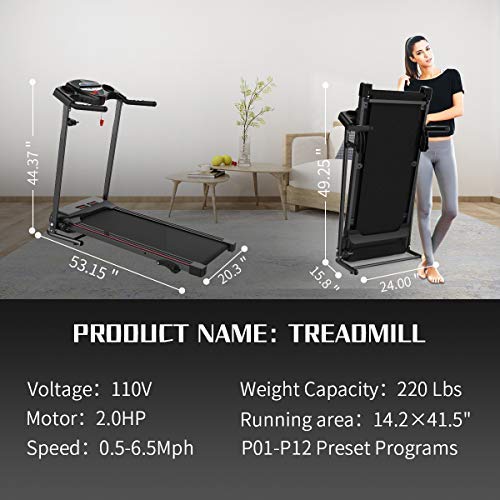 44.37"
53.15"
20.3"
49.25"
15.8"
24.00"
PRODUCT NAME: TREADMILL
Voltage: 110V
Motor: 2.0HP
Speed: 0.5-6.5Mph
Weight Capacity: 220 Lbs
Running area: 14.2×41.5"
P01-P12 Preset Programs